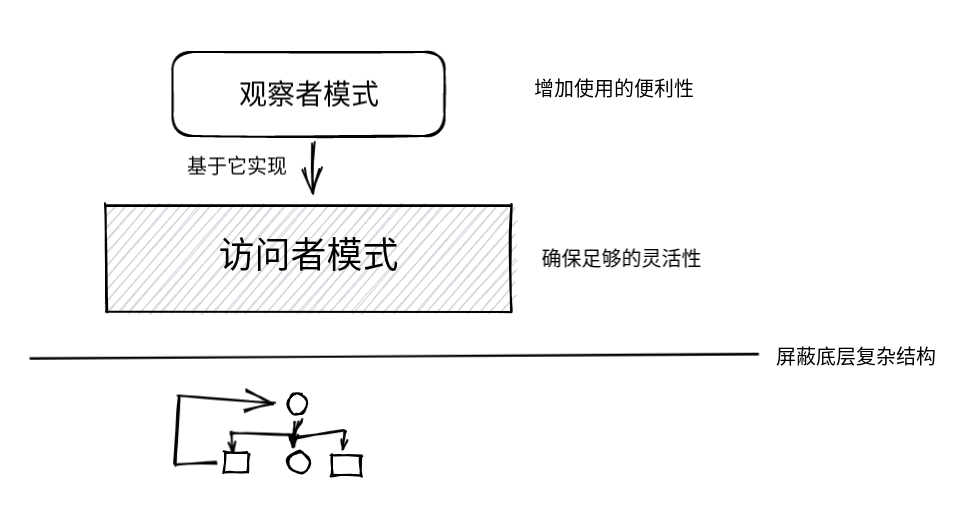 观察者模式
增加使用的便利性
基于它实现
访问者模式
确保足够的灵活性
屏蔽底层复杂结构